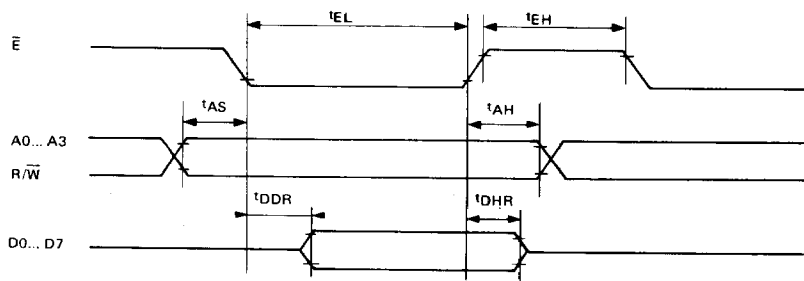 tEL
tEH
E̅
tAS
tAH
A0... A3
R/W̅
tDDR
tDHR
D0... D7